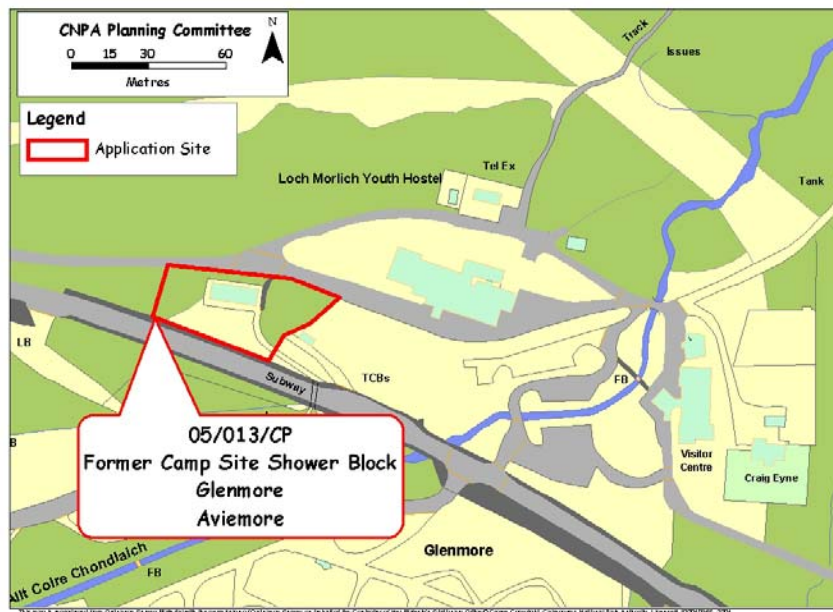 CNPA Planning Committee
N
0 15 30 60
Metres
Legend
Application Site
Track
Issues
Tel Ex
Loch Morlich Youth Hostel
Tank
LB
Subway
TCBs
FB
B
05/013/CP
Former Camp Site Shower Block
Glenmore
Aviemore
Visitor
Centre
Craig Eyne
Glenmore
Allt Coire Chondlaich
FB